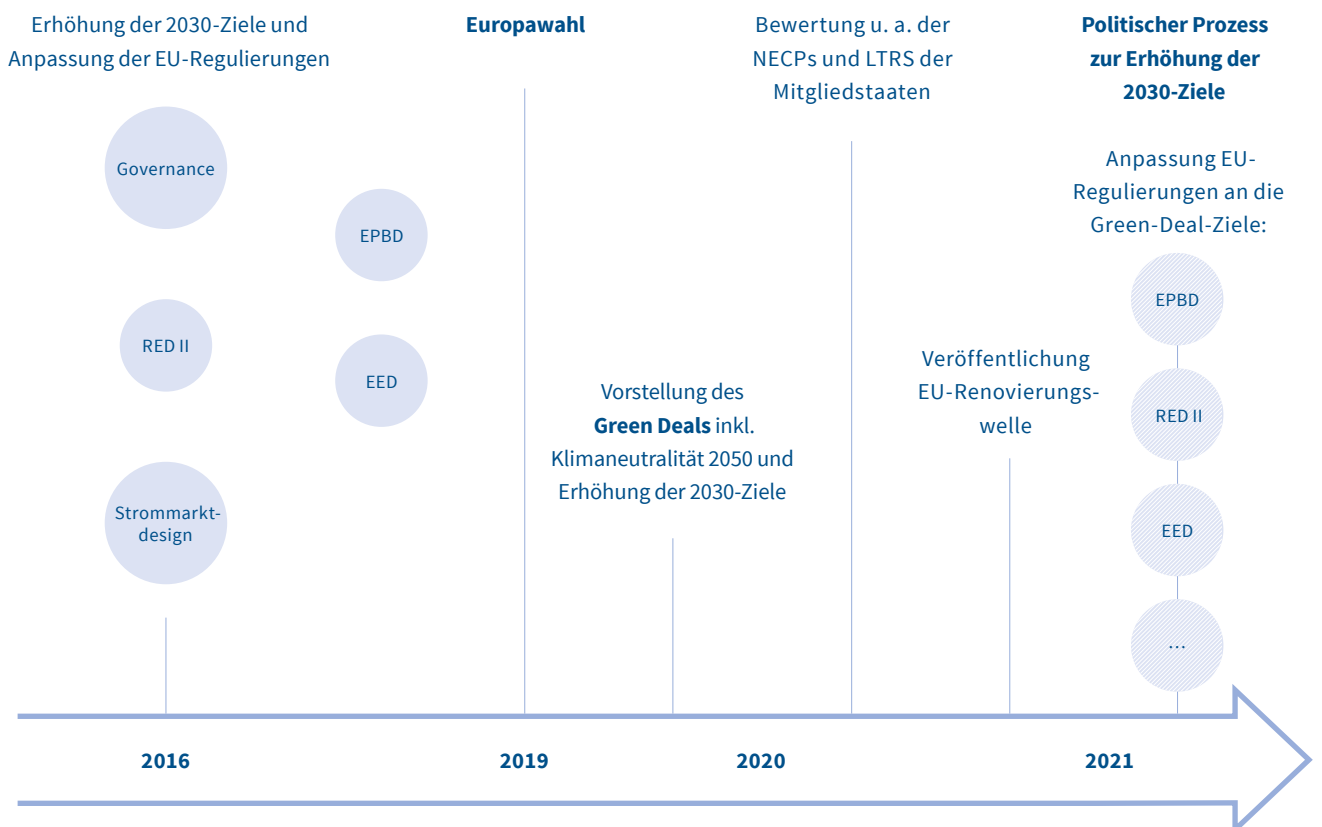 Erhöhung der 2030-Ziele und
Anpassung der EU-Regulierungen
Governance
RED II
Strommarkt-
design
EPBD
EED
Europawahl
Vorstellung des
Green Deals inkl.
Klimaneutralität 2050 und
Erhöhung der 2030-Ziele
Bewertung u. a. der
NECPs und LTRS der
Mitgliedstaaten
Veröffentlichung
EU-Renovierungs-
welle
Politischer Prozess
zur Erhöhung der
2030-Ziele
Anpassung EU-
Regulierungen an die
Green-Deal-Ziele:
EPBD
RED II
EED
...
2016
2019
2020
2021